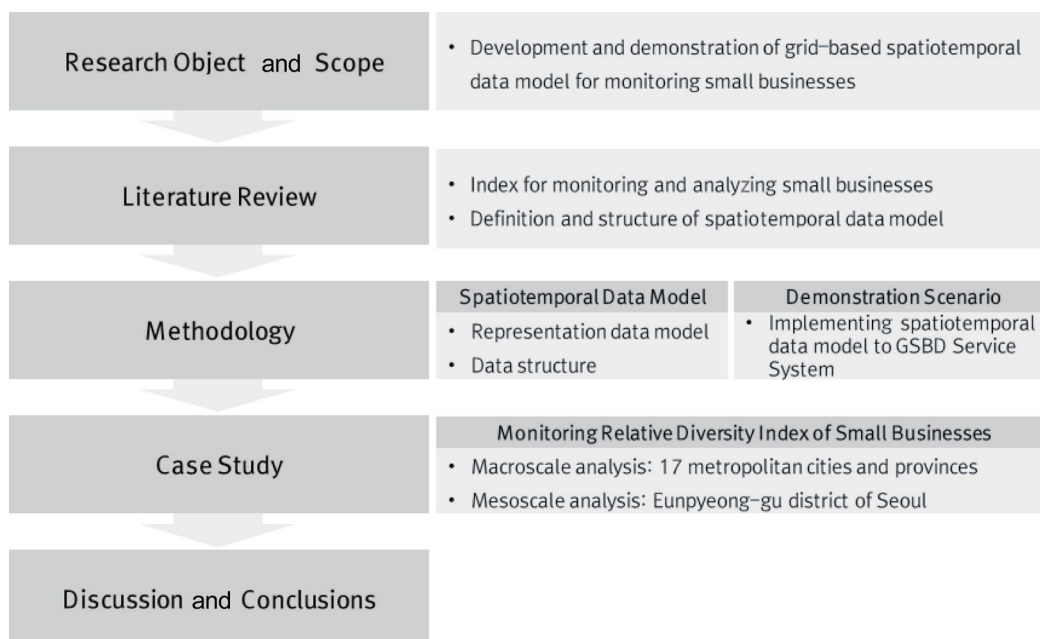 Research Object and Scope
• Development and demonstration of grid-based spatiotemporal
data model for monitoring small businesses
Literature Review
• Index for monitoring and analyzing small businesses
• Definition and structure of spatiotemporal data model
Methodology
Spatiotemporal Data Model
• Representation data model
• Data structure
Demonstration Scenario
• Implementing spatiotemporal
data model to GSBD Service
System
Case Study
Monitoring Relative Diversity Index of Small Businesses
• Macroscale analysis: 17 metropolitan cities and provinces
• Mesoscale analysis: Eunpyeong-gu district of Seoul
Discussion and Conclusions